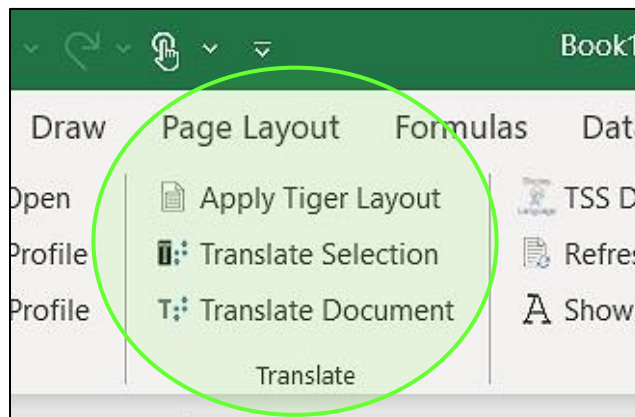 Book1
Draw Page Layout Formulas Dat
Open Apply Tiger Layout TSS D
Profile Translate Selection Refres
Profile Translate Document Show
Translate